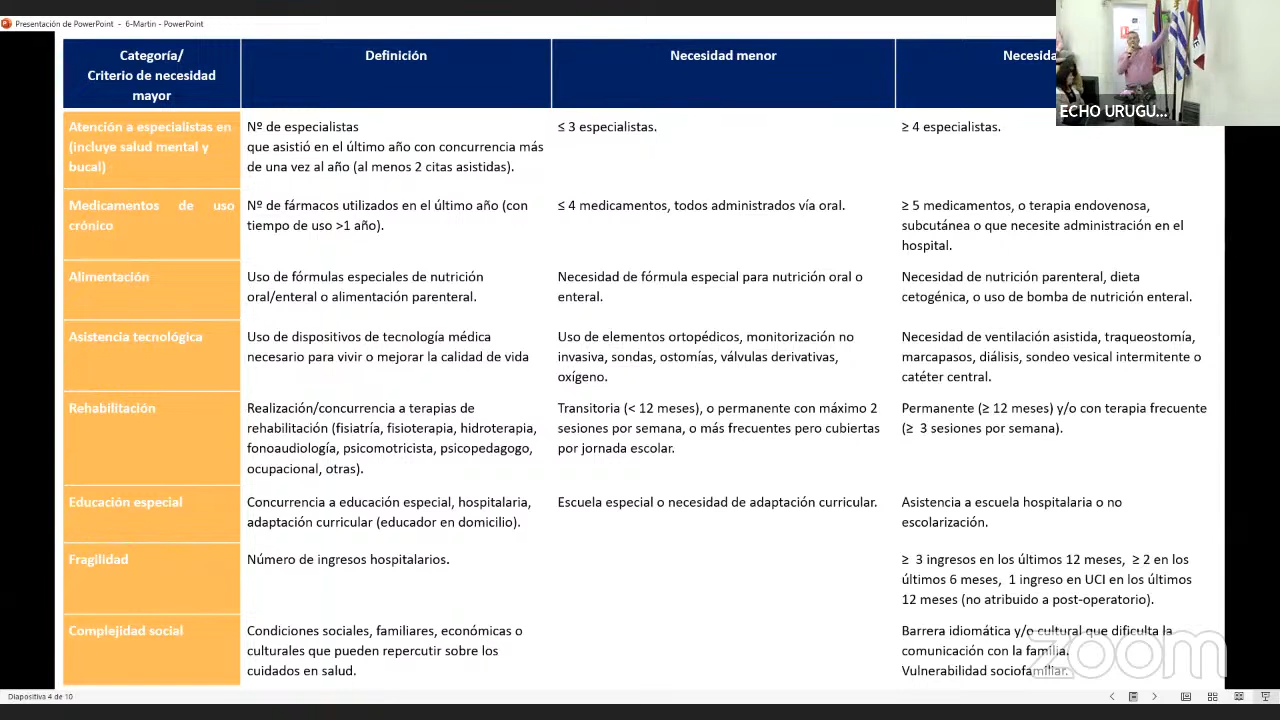 Presentación de PowerPoint - 6-Martin - PowerPoint
ECHO URUGU...
Categoría/
Criterio de necesidad
mayor
Definición
Necesidad menor
Atención a especialistas en
(incluye salud mental y
bucal)
Nº de especialistas
que asistió en el último año con concurrencia más
de una vez al año (al menos 2 citas asistidas).
≤ 3 especialistas.
≥ 4 especialistas.
Medicamentos de uso
crónico
Nº de fármacos utilizados en el último año (con
tiempo de uso >1 año).
≤ 4 medicamentos, todos administrados vía oral.
≥ 5 medicamentos, o terapia endovenosa,
subcutánea o que necesite administración en el
hospital.
Alimentación
Uso de fórmulas especiales de nutrición
oral/enteral o alimentación parenteral.
Necesidad de fórmula especial para nutrición oral o
enteral.
Necesidad de nutrición parenteral, dieta
cetogénica, o uso de bomba de nutrición enteral.
Asistencia tecnológica
Uso de dispositivos de tecnología médica
necesario para vivir o mejorar la calidad de vida
Uso de elementos ortopédicos, monitorización no
invasiva, sondas, ostomías, válvulas derivativas,
oxígeno.
Necesidad de ventilación asistida, traqueostomía,
marcapasos, diálisis, sondeo vesical intermitente o
catéter central.
Rehabilitación
Realización/concurrencia a terapias de
rehabilitación (fisiatría, fisioterapia, hidroterapia,
fonoaudiología, psicomotricista, psicopedagogo,
ocupacional, otras).
Transitoria (< 12 meses), o permanente con máximo 2
sesiones por semana, o más frecuentes pero cubiertas
por jornada escolar.
Permanente (≥ 12 meses) y/o con terapia frecuente
(≥ 3 sesiones por semana).
Educación especial
Concurrencia a educación especial, hospitalaria,
adaptación curricular (educador en domicilio).
Escuela especial o necesidad de adaptación curricular.
Asistencia a escuela hospitalaria o no
escolarización.
Fragilidad
Número de ingresos hospitalarios.
≥ 3 ingresos en los últimos 12 meses, ≥ 2 en los
últimos 6 meses, 1 ingreso en UCI en los últimos
12 meses (no atribuido a post-operatorio).
Complejidad social
Condiciones sociales, familiares, económicas o
culturales que pueden repercutir sobre los
cuidados en salud.
Barrera idiomática y/o cultural que dificulta la
comunicación con la familia.
Vulnerabilidad sociofamiliar.
zoom
Diapositiva 4 de 10